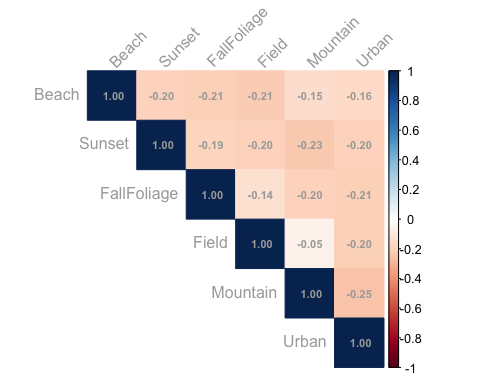 Beach Sunset FallFoliage Field Mountain Urban
Beach 1.00 -0.20 -0.21 -0.21 -0.15 -0.16
Sunset 1.00 -0.19 -0.20 -0.23 -0.20
FallFoliage 1.00 -0.14 -0.20 -0.21
Field 1.00 -0.05 -0.20
Mountain 1.00 -0.25
Urban 1.00
1
0.8
0.6
0.4
0.2
0
-0.2
-0.4
-0.6
-0.8
-1